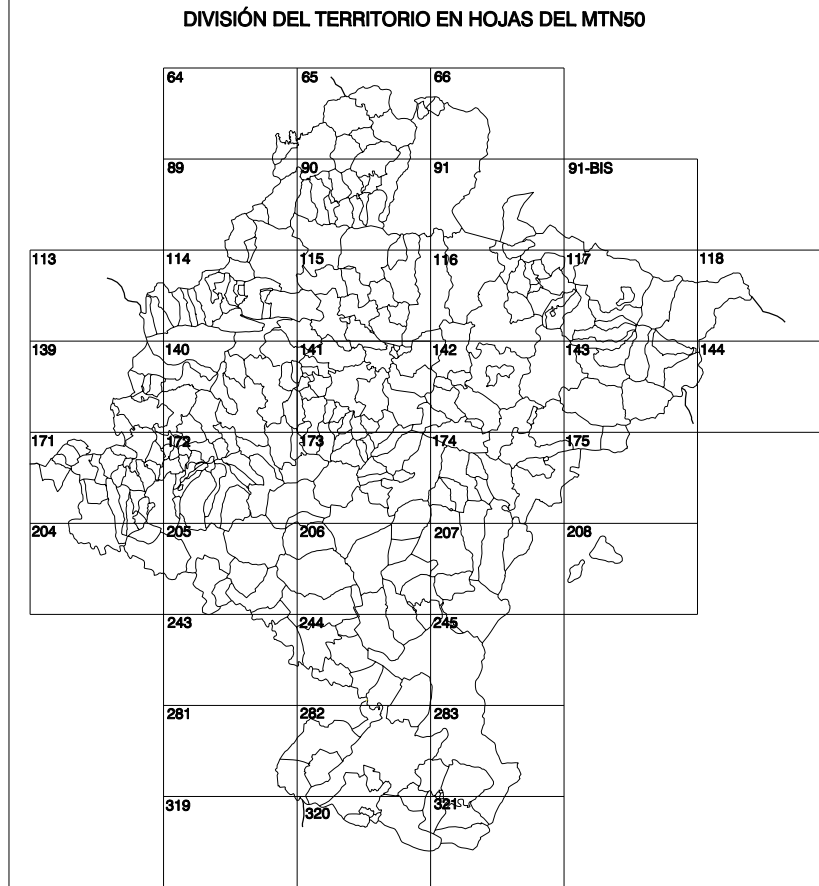 DIVISIÓN DEL TERRITORIO EN HOJAS DEL MTN50
64 65 66
89 90 91 91-BIS
113 114 115 116 117 118
139 140 141 142 143 144
171 172 173 174 175
204 205 206 207 208
243 244 245
281 282 283
319 320 321